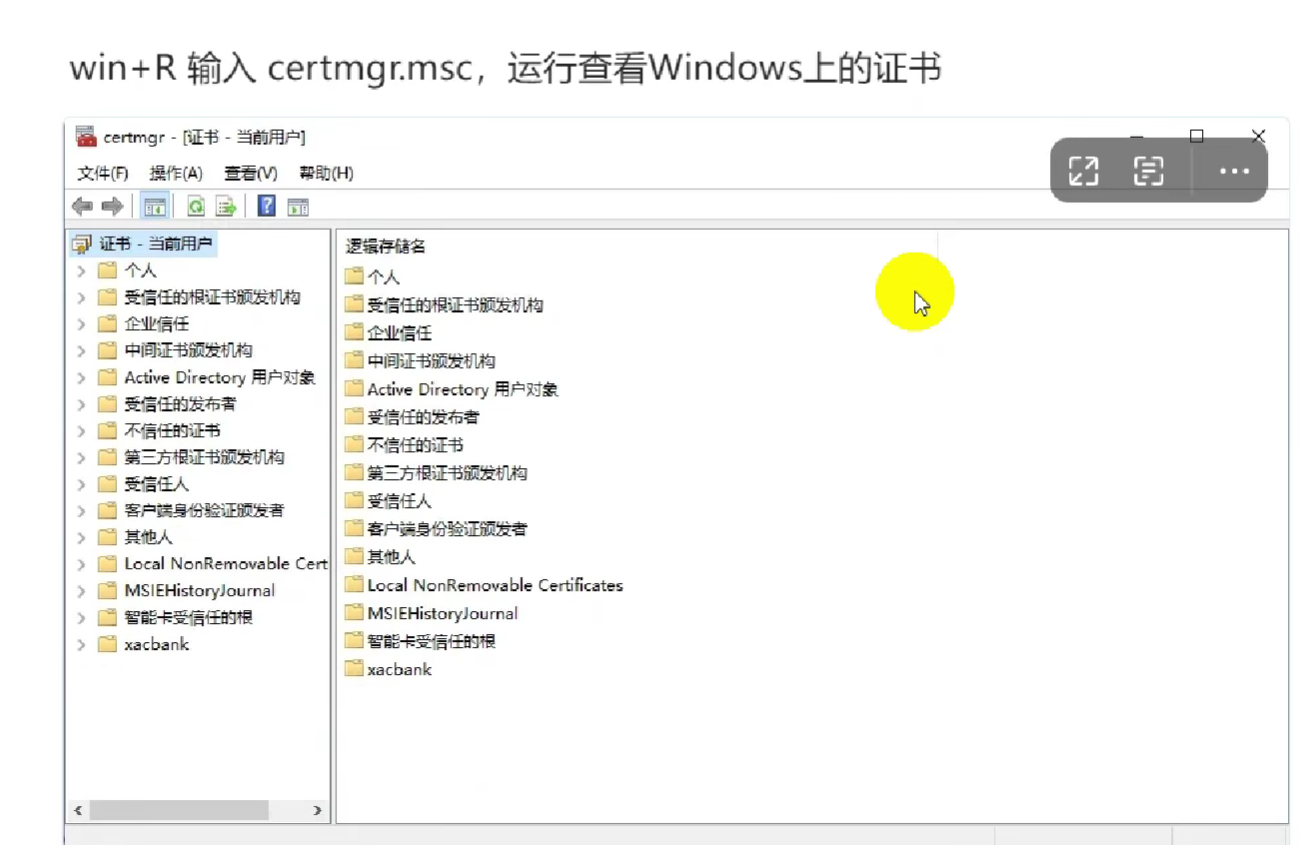 win+R 输入 certmgr.msc，运行查看Windows上的证书
certmgr - [证书 - 当前用户]
文件(F) 操作(A) 查看(V) 帮助(H)
证书 - 当前用户
个人
受信任的根证书颁发机构
企业信任
中间证书颁发机构
Active Directory 用户对象
受信任的发布者
不信任的证书
第三方根证书颁发机构
受信任人
客户端身份验证颁发者
其他人
Local NonRemovable Cert
MSIEHistoryJournal
智能卡受信任的根
xacbank
逻辑存储名
个人
受信任的根证书颁发机构
企业信任
中间证书颁发机构
Active Directory 用户对象
受信任的发布者
不信任的证书
第三方根证书颁发机构
受信任人
客户端身份验证颁发者
其他人
Local NonRemovable Certificates
MSIEHistoryJournal
智能卡受信任的根
xacbank